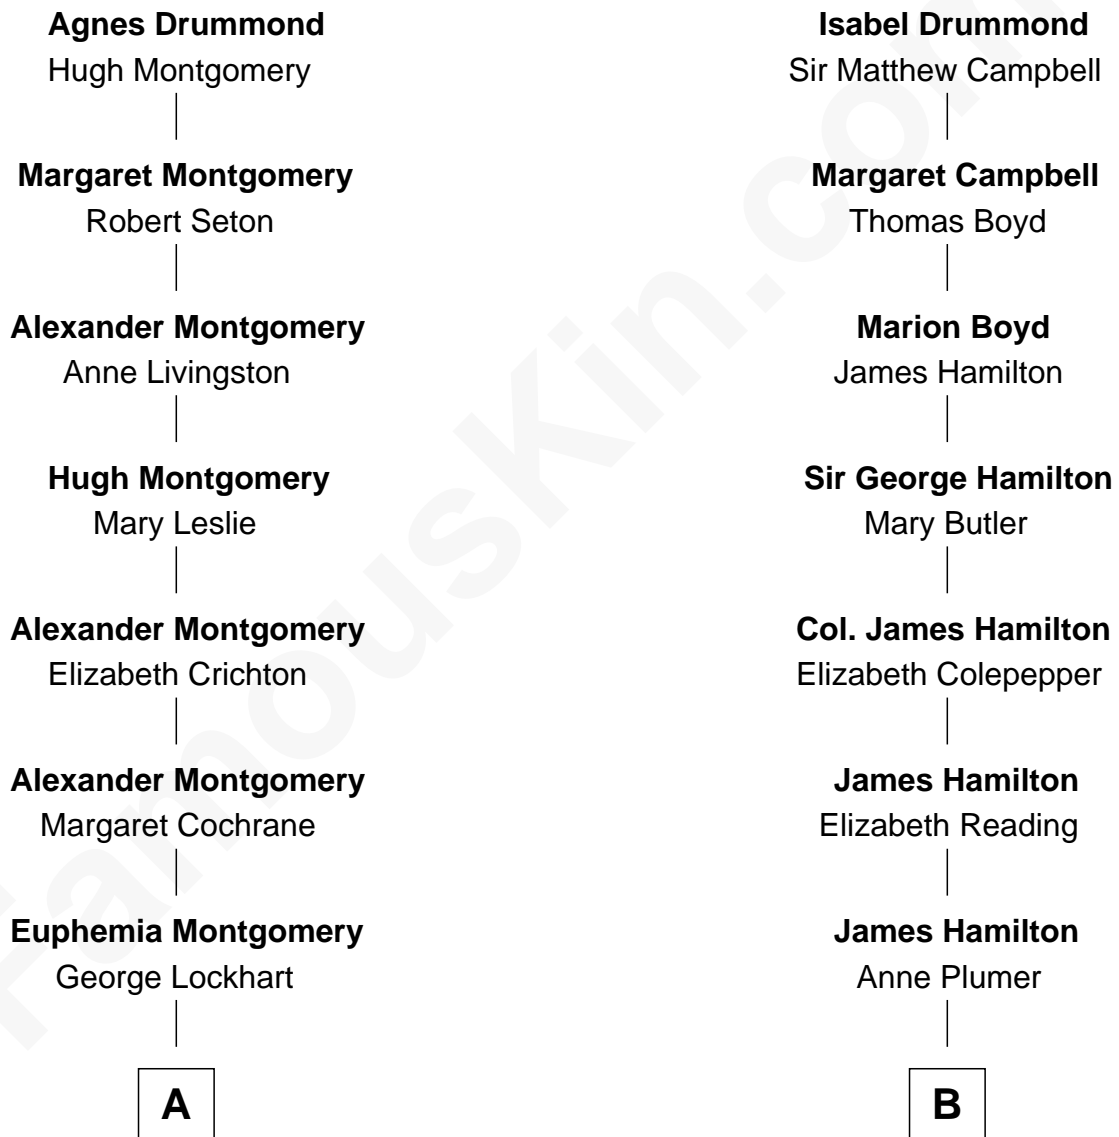 Agnes Drummond
Hugh Montgomery
Margaret Montgomery
Robert Seton
Alexander Montgomery
Anne Livingston
Hugh Montgomery
Mary Leslie
Alexander Montgomery
Elizabeth Crichton
Alexander Montgomery
Margaret Cochrane
Euphemia Montgomery
George Lockhart
A
Isabel Drummond
Sir Matthew Campbell
Margaret Campbell
Thomas Boyd
Marion Boyd
James Hamilton
Sir George Hamilton
Mary Butler
Col. James Hamilton
Elizabeth Colepepper
James Hamilton
Elizabeth Reading
James Hamilton
Anne Plumer
B
FamousKin.com